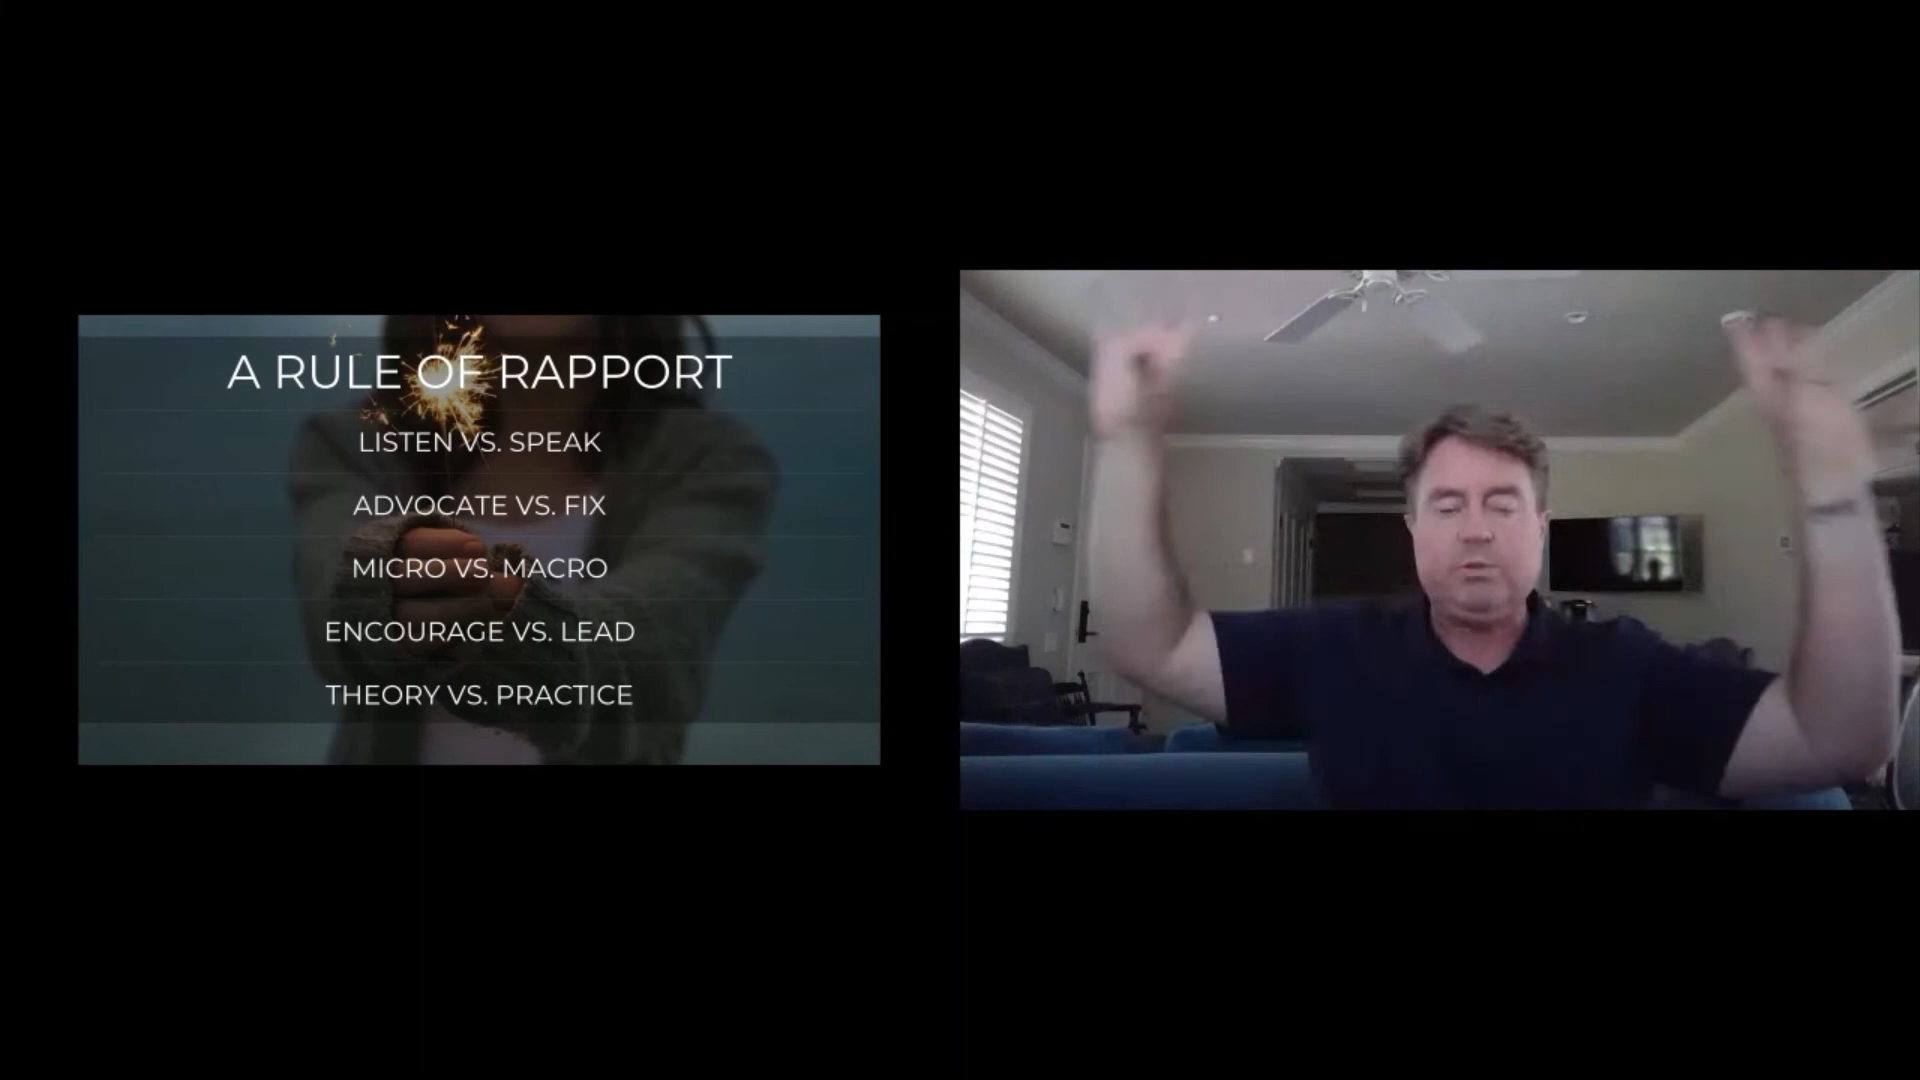 A RULE OF RAPPORT
LISTEN VS. SPEAK
ADVOCATE VS. FIX
MICRO VS. MACRO
ENCOURAGE VS. LEAD
THEORY VS. PRACTICE